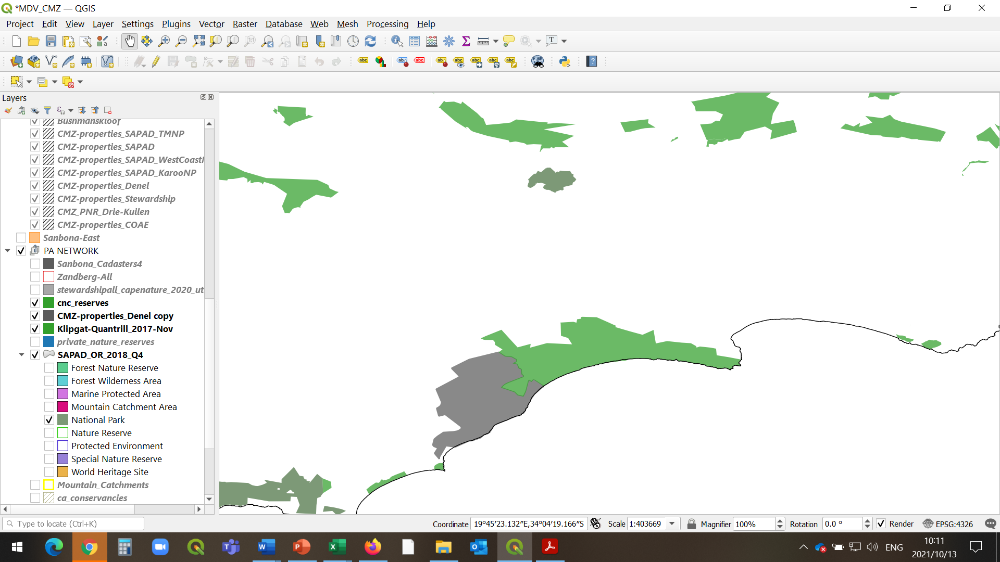 *MDV_CMZ — QGIS
Project Edit View Layer Settings Plugins Vector Raster Database Web Mesh Processing Help
Layers
Bushmanskloof
CMZ-properties_SAPAD_TMNP
CMZ-properties_SAPAD
CMZ-properties_SAPAD_WestCoast
CMZ-properties_SAPAD_KarooNP
CMZ-properties_Denel
CMZ-properties_Stewardship
CMZ_PNR_Drie-Kuilen
CMZ-properties_COAE
Sanbona-East
PA NETWORK
Sanbona_Cadasters4
Zandberg-All
stewardshipall_capenature_2020_ut
cnc_reserves
CMZ-properties_Denel copy
Klipgat-Quantrill_2017-Nov
private_nature_reserves
SAPAD_OR_2018_Q4
Forest Nature Reserve
Forest Wilderness Area
Marine Protected Area
Mountain Catchment Area
National Park
Nature Reserve
Protected Environment
Special Nature Reserve
World Heritage Site
Mountain_Catchments
ca_conservancies
Type to locate (Ctrl+K) Coordinate 19°45′23.132″E,34°04′19.166″S Scale 1:403669 Magnifier 100% Rotation 0.0 ° Render EPSG:4326
ENG 10:11
2021/10/13